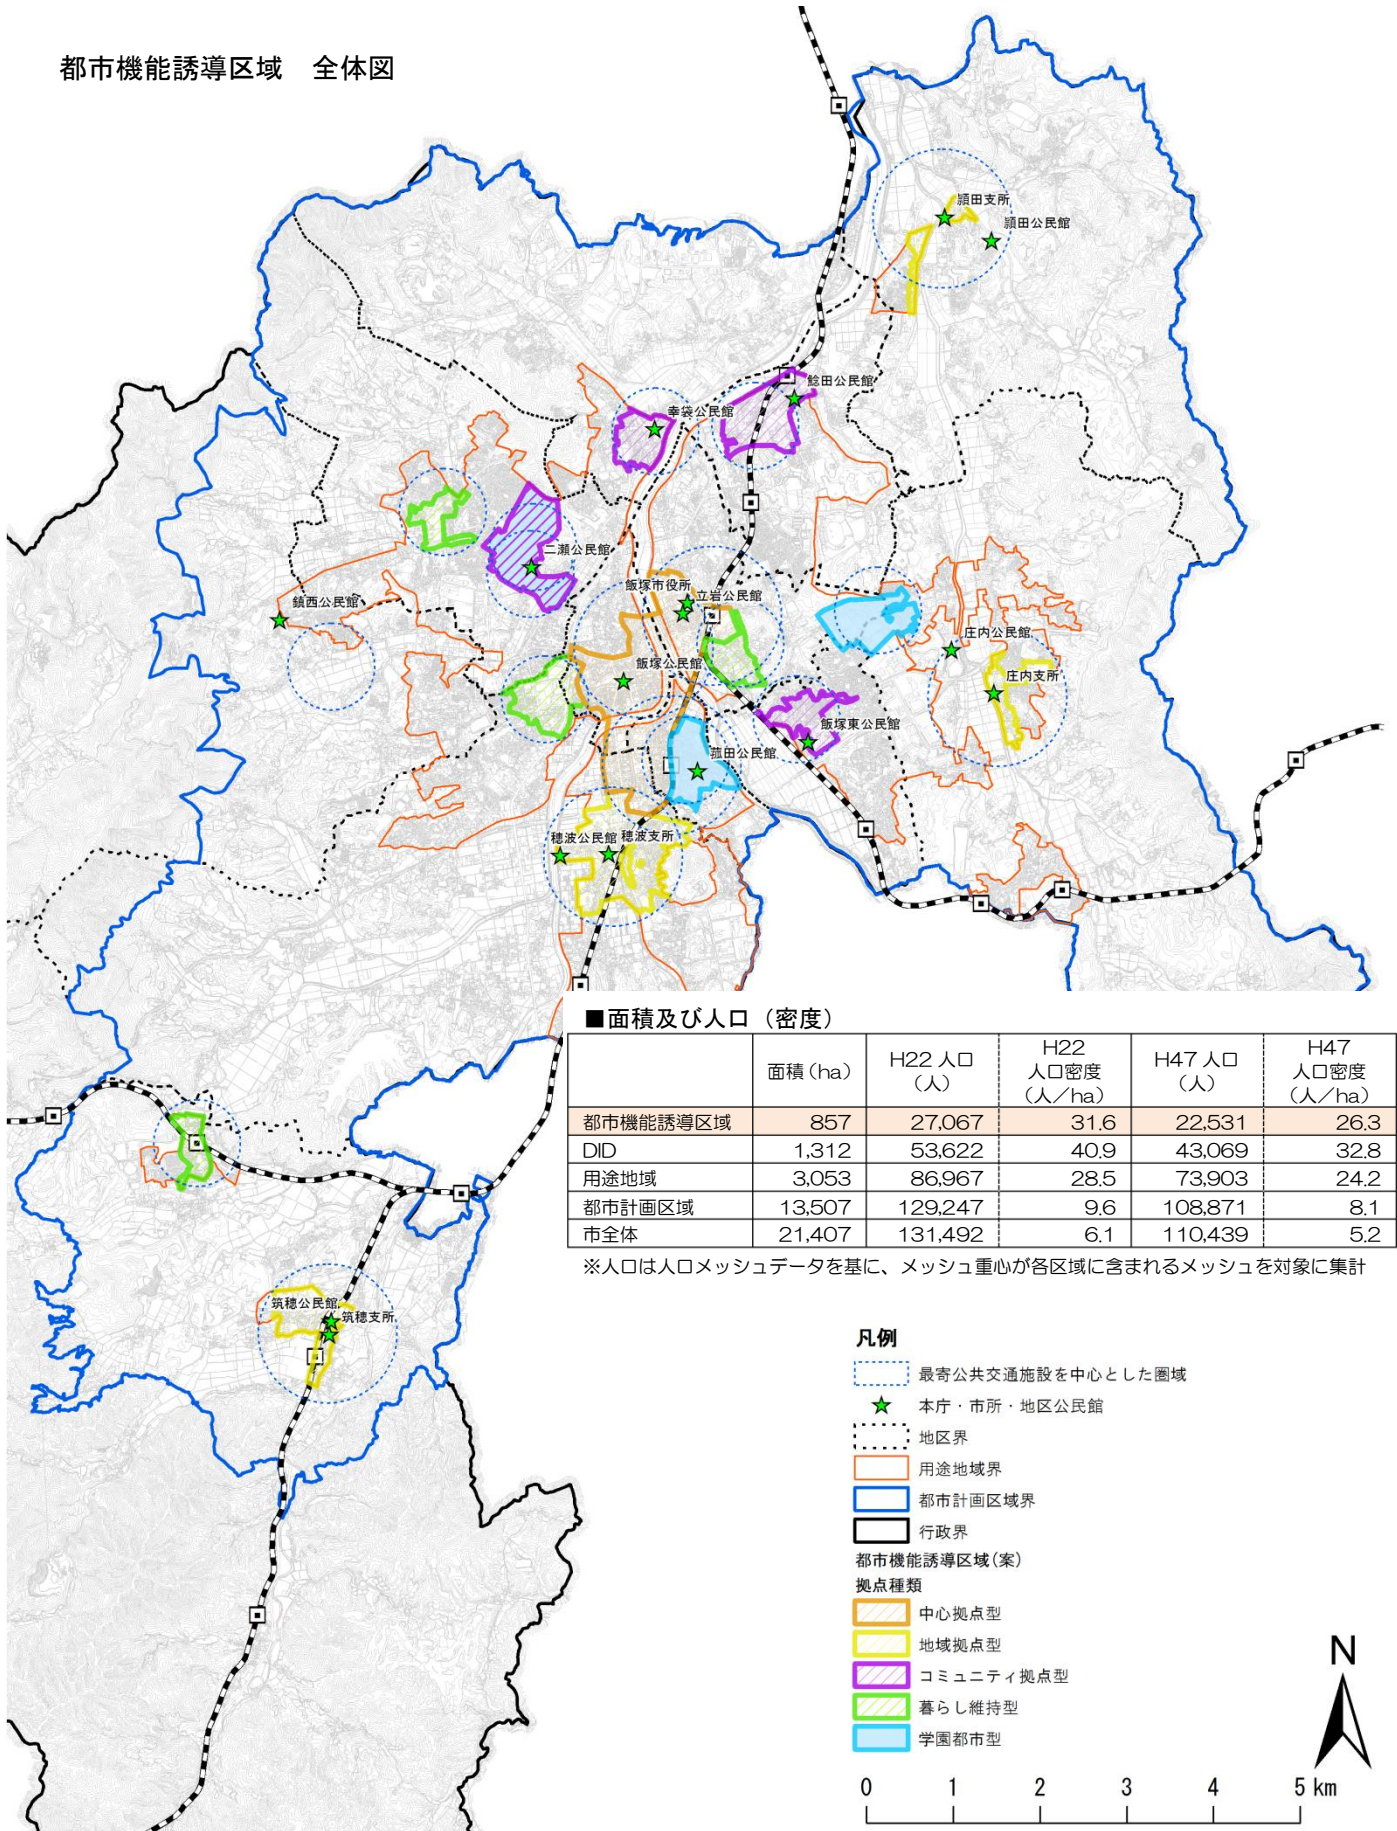 都市機能誘導区域　全体図
頴田支所
頴田公民館
鯰田公民館
幸袋公民館
二瀬公民館
飯塚市役所
立岩公民館
鎮西公民館
庄内公民館
飯塚公民館
庄内支所
飯塚東公民館
菰田公民館
穂波公民館
穂波支所
■面積及び人口（密度）
面積（ha） H22 人口（人） H22 人口密度（人／ha） H47 人口（人） H47 人口密度（人／ha）
都市機能誘導区域 857 27,067 31.6 22,531 26.3
DID 1,312 53,622 40.9 43,069 32.8
用途地域 3,053 86,967 28.5 73,903 24.2
都市計画区域 13,507 129,247 9.6 108,871 8.1
市全体 21,407 131,492 6.1 110,439 5.2
※人口は人口メッシュデータを基に、メッシュ重心が各区域に含まれるメッシュを対象に集計
筑穂公民館
筑穂支所
凡例
最寄公共交通施設を中心とした圏域
本庁・市所・地区公民館
地区界
用途地域界
都市計画区域界
行政界
都市機能誘導区域(案)
拠点種類
中心拠点型
地域拠点型
コミュニティ拠点型
暮らし維持型
学園都市型
N
0 1 2 3 4 5 km